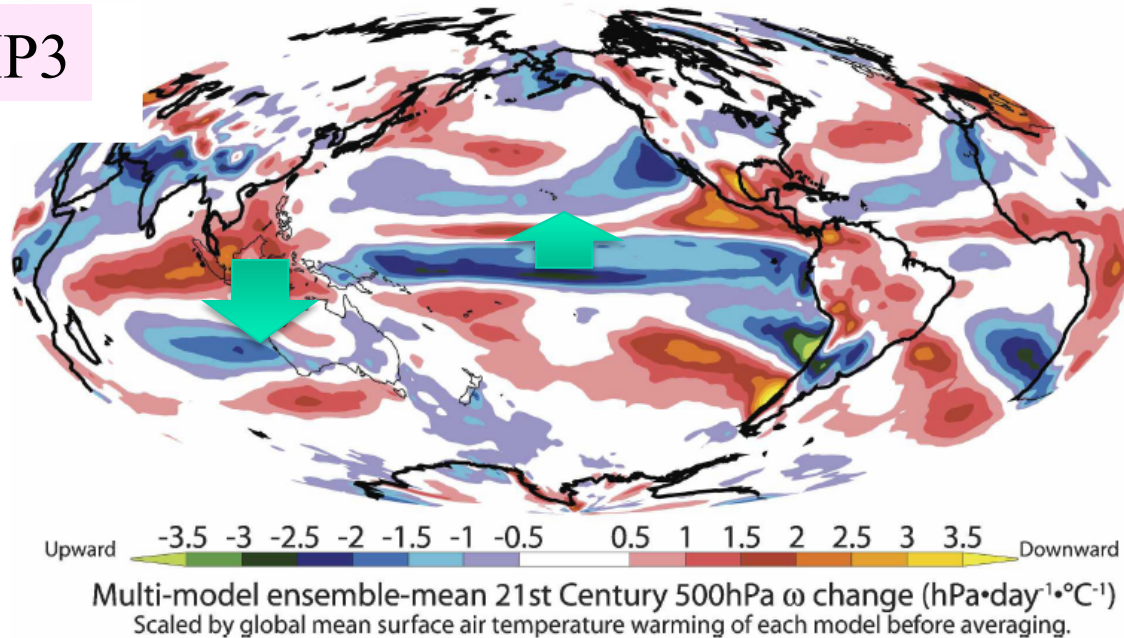 IP3
Upward -3.5 -3 -2.5 -2 -1.5 -1 -0.5 0.5 1 1.5 2 2.5 3 3.5 Downward
Multi-model ensemble-mean 21st Century 500hPa ω change (hPa•day⁻¹•°C⁻¹)
Scaled by global mean surface air temperature warming of each model before averaging.